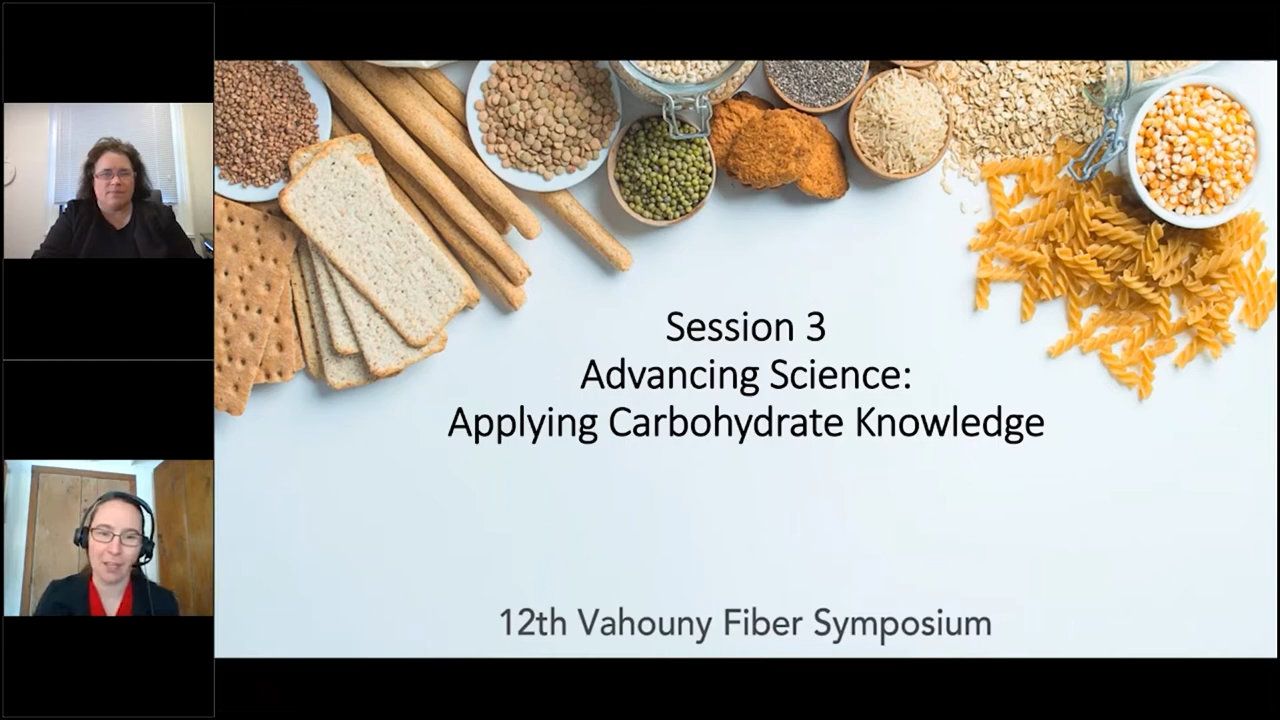 Session 3
Advancing Science:
Applying Carbohydrate Knowledge
12th Vahouny Fiber Symposium